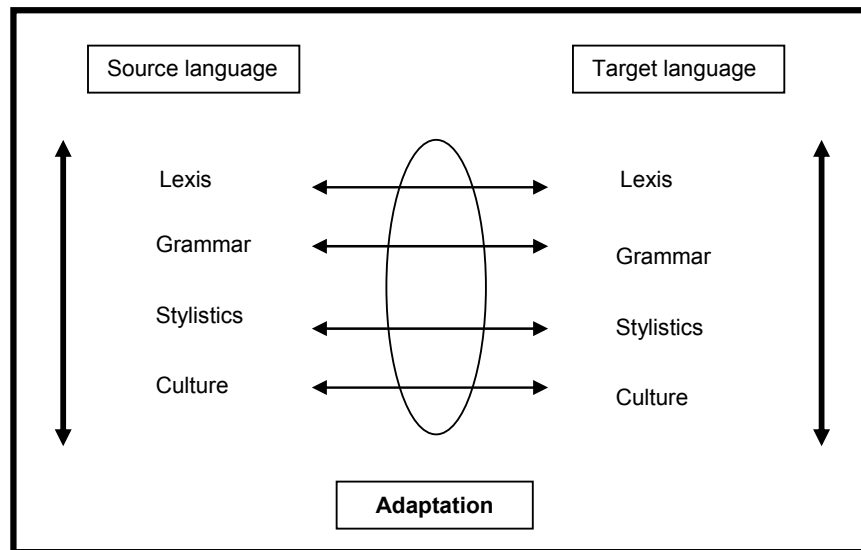 Source language
Target language
Lexis
Lexis
Grammar
Grammar
Stylistics
Stylistics
Culture
Culture
Adaptation